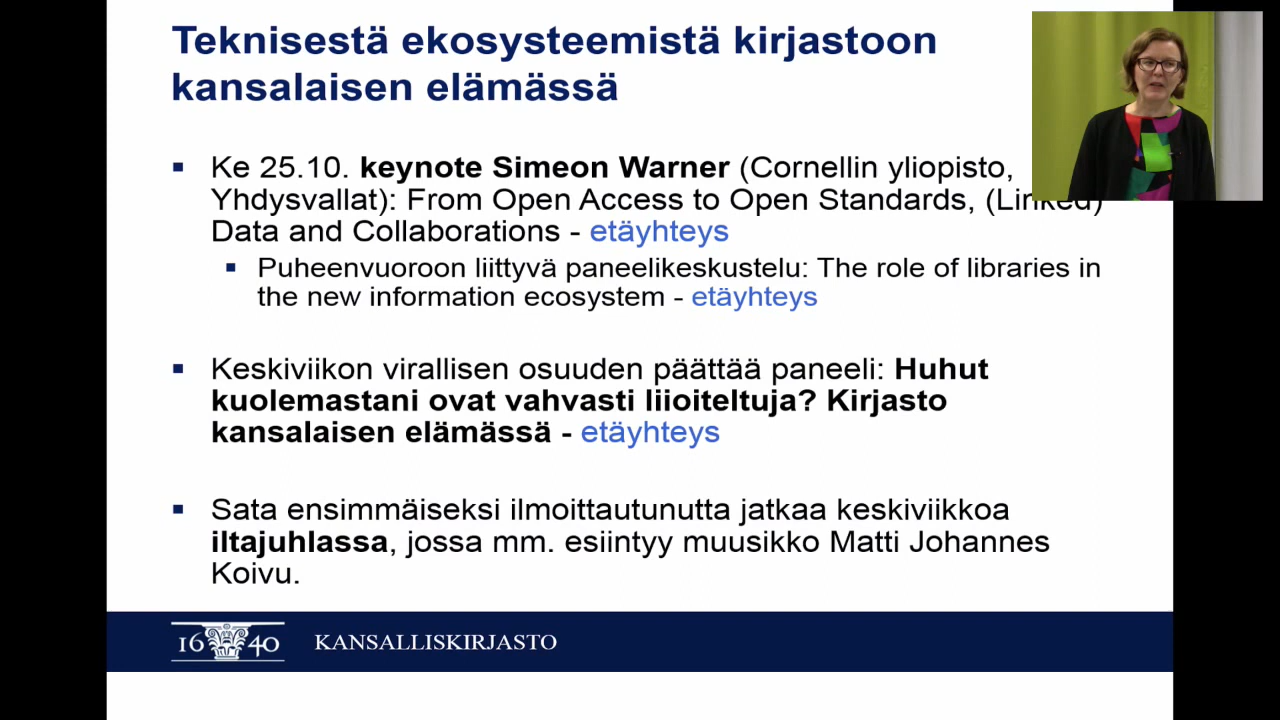 Teknisestä ekosysteemistä kirjastoon
kansalaisen elämässä
▪ Ke 25.10. keynote Simeon Warner (Cornellin yliopisto,
Yhdysvallat): From Open Access to Open Standards, (Linked)
Data and Collaborations - etäyhteys
▪ Puheenvuoroon liittyvä paneelikeskustelu: The role of libraries in
the new information ecosystem - etäyhteys
▪ Keskiviikon virallisen osuuden päättää paneeli: Huhut
kuolemastani ovat vahvasti liioiteltuja? Kirjasto
kansalaisen elämässä - etäyhteys
▪ Sata ensimmäiseksi ilmoittautunutta jatkaa keskiviikkoa
iltajuhlassa, jossa mm. esiintyy muusikko Matti Johannes
Koivu.
1640 KANSALLISKIRJASTO